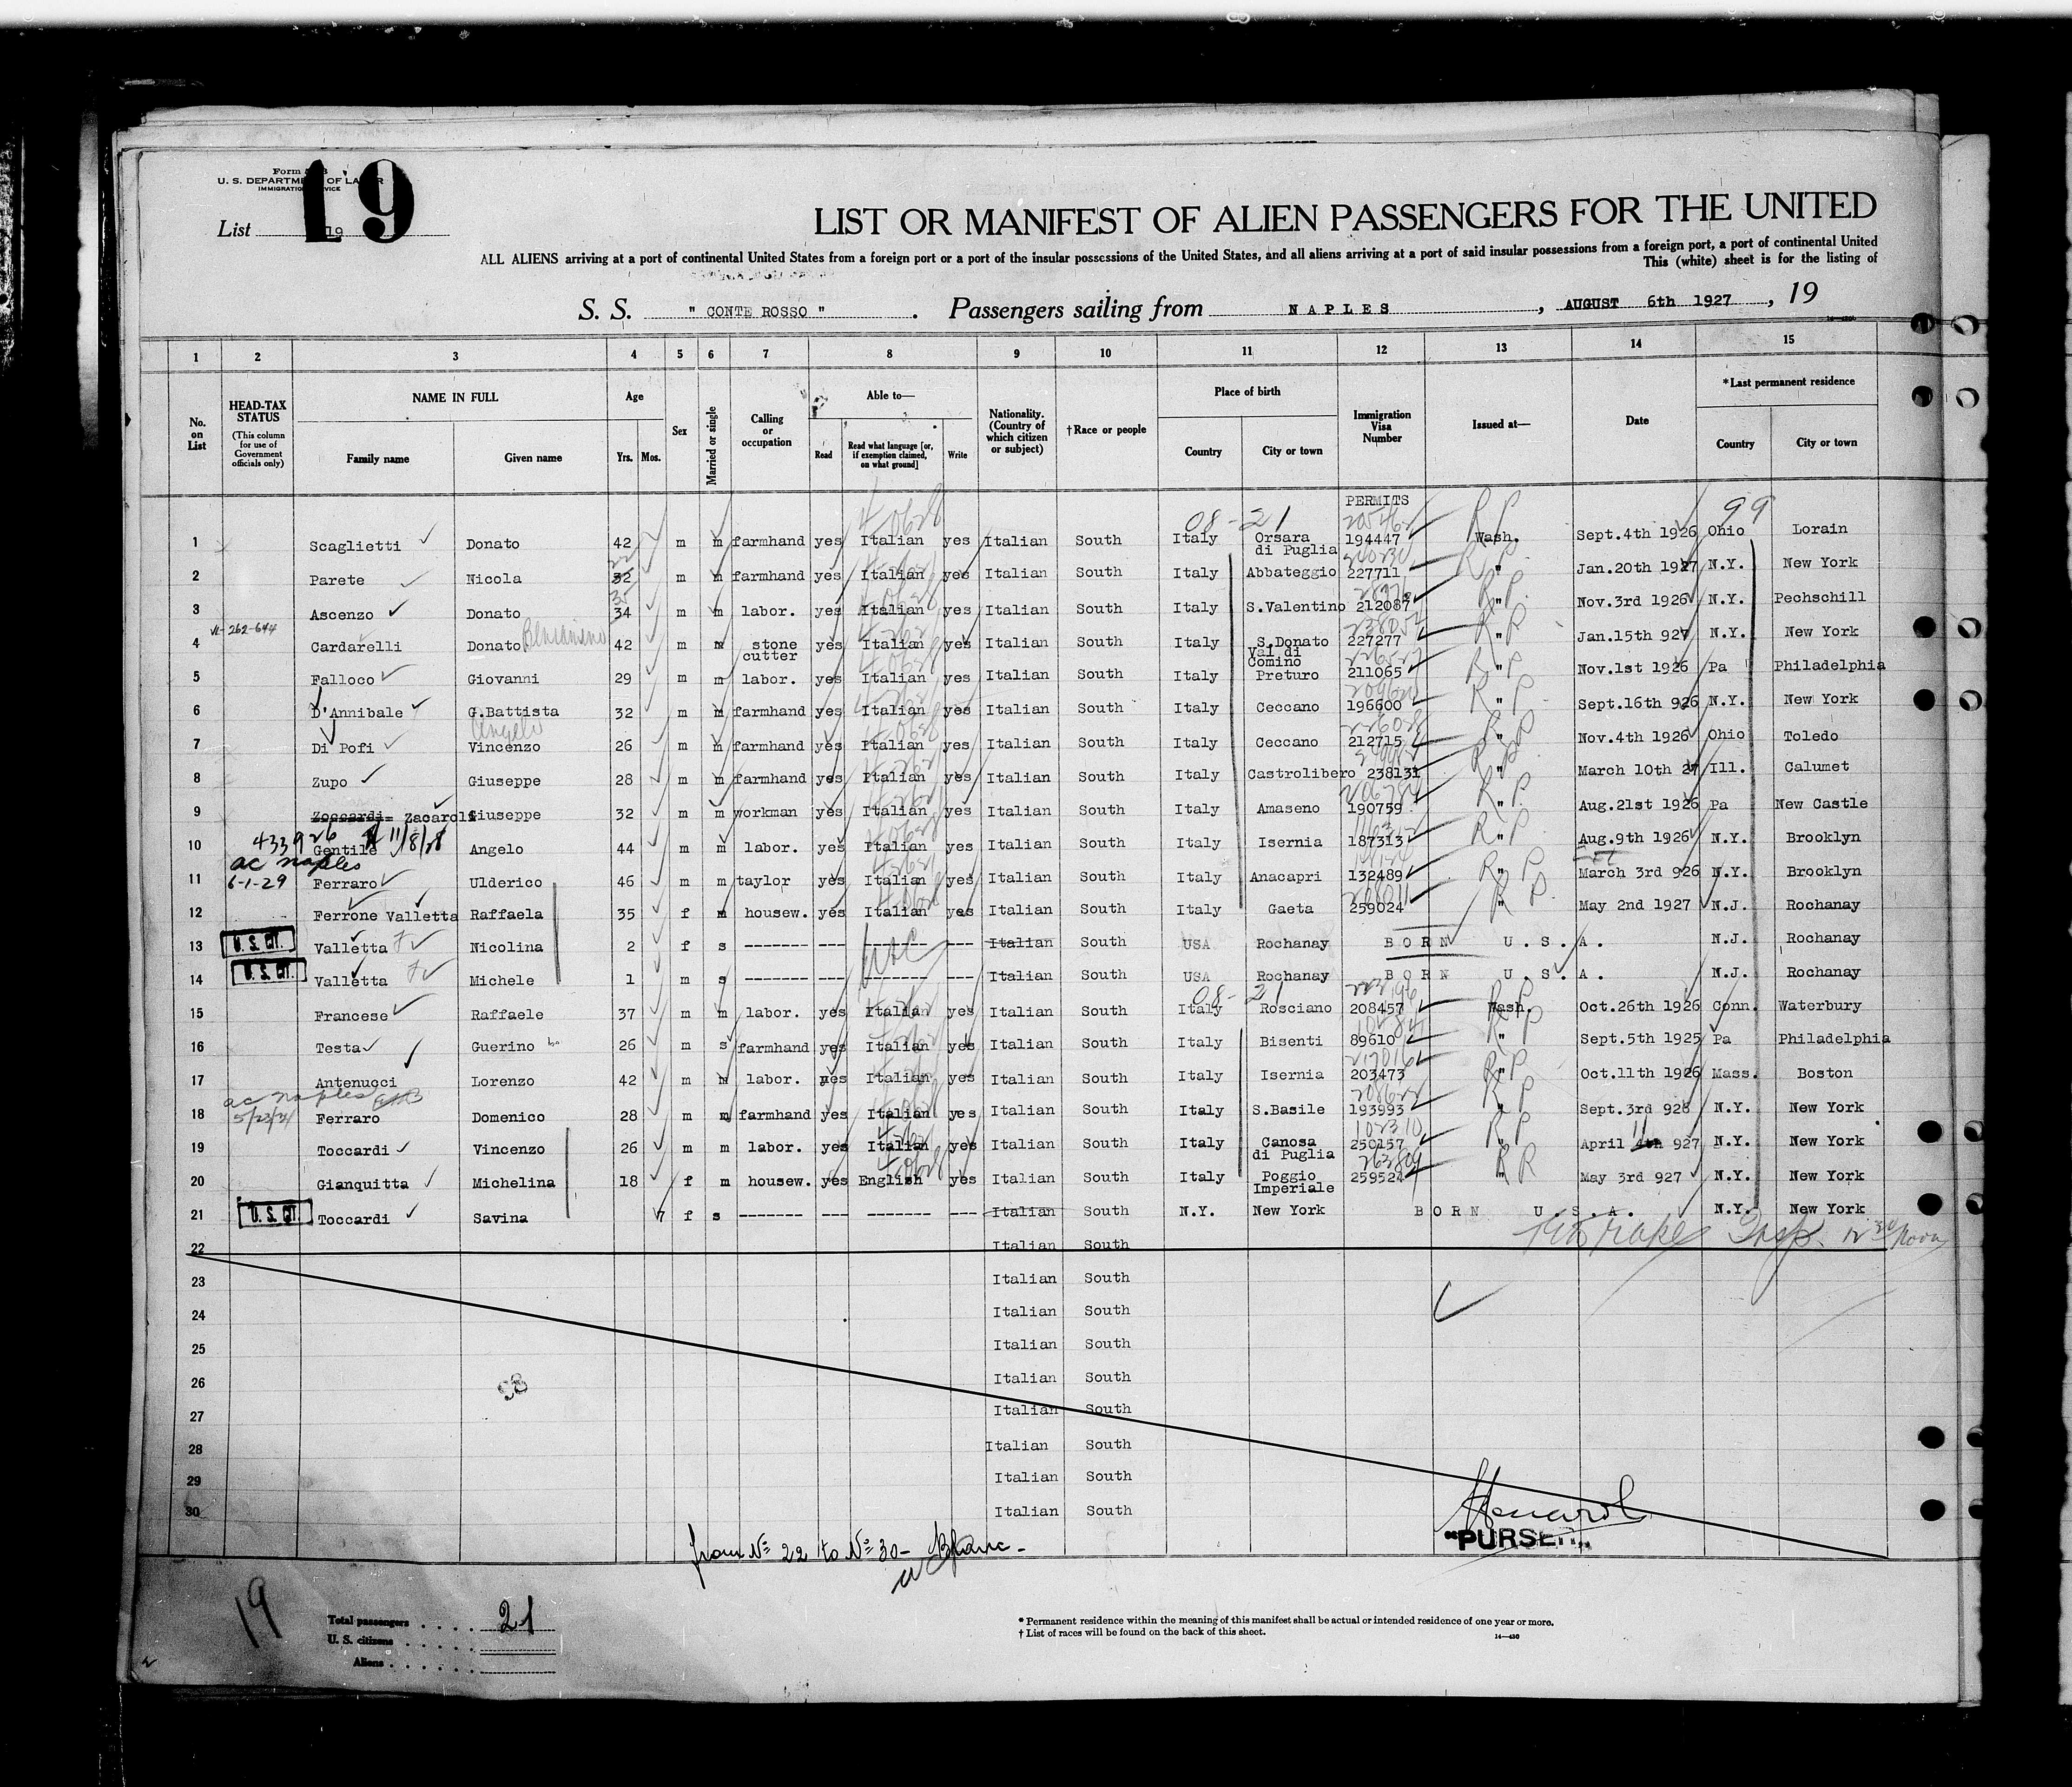 Form
U. S. DEPARTMENT OF LABOR
IMMIGRATION SERVICE
19
List 19
LIST OR MANIFEST OF ALIEN PASSENGERS FOR THE UNITED
ALL ALIENS arriving at a port of continental United States from a foreign port or a port of the insular possessions of the United States, and all aliens arriving at a port of said insular possessions from a foreign port, a port of continental United
This (white) sheet is for the listing of
S. S. " CONTE ROSSO " . Passengers sailing from NAPLES , AUGUST 6th 1927 , 19
1 2 3 4 5 6 7 8 9 10 11 12 13 14 15
No. on List
HEAD-TAX STATUS (This column for use of Government officials only)
NAME IN FULL
Family name Given name
Age
Yrs. Mos.
Sex
Married or single
Calling or occupation
Able to—
Read
Read what language [or, if exemption claimed, on what ground]
Write
Nationality. (Country of which citizen or subject)
†Race or people
Place of birth
Country City or town
Immigration Visa Number
Issued at—
Date
*Last permanent residence
Country City or town
PERMITS
08-21 99
1 Scaglietti Donato 42 m m farmhand yes Italian yes Italian South Italy Orsara di Puglia 194447 Wash. Sept.4th 1926 Ohio Lorain
2 Parete Nicola 32 m m farmhand yes Italian yes Italian South Italy Abbateggio 227711 " Jan.20th 1927 N.Y. New York
3 Ascenzo Donato 34 m m labor. yes Italian yes Italian South Italy S.Valentino 212087 " Nov.3rd 1926 N.Y. Pechschill
4 Cardarelli Donato 42 m m stone cutter yes Italian yes Italian South Italy S.Donato Val di Comino 227277 " Jan.15th 927 N.Y. New York
5 Falloco Giovanni 29 m m labor. yes Italian yes Italian South Italy Preturo 211065 " Nov.1st 1926 Pa Philadelphia
6 D'Annibale G.Battista 32 m m farmhand yes Italian yes Italian South Italy Ceccano 196600 " Sept.16th 926 N.Y. New York
Angelo
7 Di Pofi Vincenzo 26 m m farmhand yes Italian yes Italian South Italy Ceccano 212715 " Nov.4th 1926 Ohio Toledo
8 Zupo Giuseppe 28 m m farmhand yes Italian yes Italian South Italy Castrolibero 238131 " March 10th 27 Ill. Calumet
9 Zoccardi- Zacaroli Giuseppe 32 m m workman yes Italian yes Italian South Italy Amaseno 190759 " Aug.21st 1926 Pa New Castle
433926 11/8/28
10 Gentile Angelo 44 m m labor. yes Italian yes Italian South Italy Isernia 187313 " Aug.9th 1926 N.Y. Brooklyn
ac naples
11 6-1-29 Ferraro Ulderico 46 m m taylor yes Italian yes Italian South Italy Anacapri 132489 " March 3rd 926 N.Y. Brooklyn
12 Ferrone Valletta Raffaela 35 f m housew. yes Italian yes Italian South Italy Gaeta 259024 " May 2nd 1927 N.J. Rochanay
13 U. S. CIT. Valletta Nicolina 2 f s ------- --- ------- --- Italian South USA Rochanay BORN U.S.A. N.J. Rochanay
14 U. S. CIT. Valletta Michele 1 m s ------- --- ------- --- Italian South USA Rochanay BORN U.S.A. N.J. Rochanay
08-21
15 Francese Raffaele 37 m m labor. yes Italian yes Italian South Italy Rosciano 208457 Wash. Oct.26th 1926 Conn. Waterbury
16 Testa Guerino 26 m s farmhand yes Italian yes Italian South Italy Bisenti 89610 " Sept.5th 1925 Pa Philadelphia
17 Antenucci Lorenzo 42 m m labor. yes Italian yes Italian South Italy Isernia 203473 " Oct.11th 1926 Mass. Boston
ac naples
18 5/23/31 Ferraro Domenico 28 m m farmhand yes Italian yes Italian South Italy S.Basile 193993 " Sept.3rd 926 N.Y. New York
19 Toccardi Vincenzo 26 m m labor. yes Italian yes Italian South Italy Canosa di Puglia 250157 " April 11 4th 927 N.Y. New York
20 Gianquitta Michelina 18 f m housew. yes English yes Italian South Italy Poggio Imperiale 259524 " May 3rd 927 N.Y. New York
21 U. S. CIT. Toccardi Savina 7 f s ------- --- ------- --- Italian South N.Y. New York BORN U.S.A. N.Y. New York
Insp.
22 Italian South
23 Italian South
24 Italian South
25 Italian South
26 Italian South
27 Italian South
28 Italian South
29 Italian South
30 Italian South
"PURSER"
from Nº 22 to Nº 30- Blanc-
19
Total passengers 21
U. S. citizens
Aliens
* Permanent residence within the meaning of this manifest shall be actual or intended residence of one year or more.
† List of races will be found on the back of this sheet.
14—430